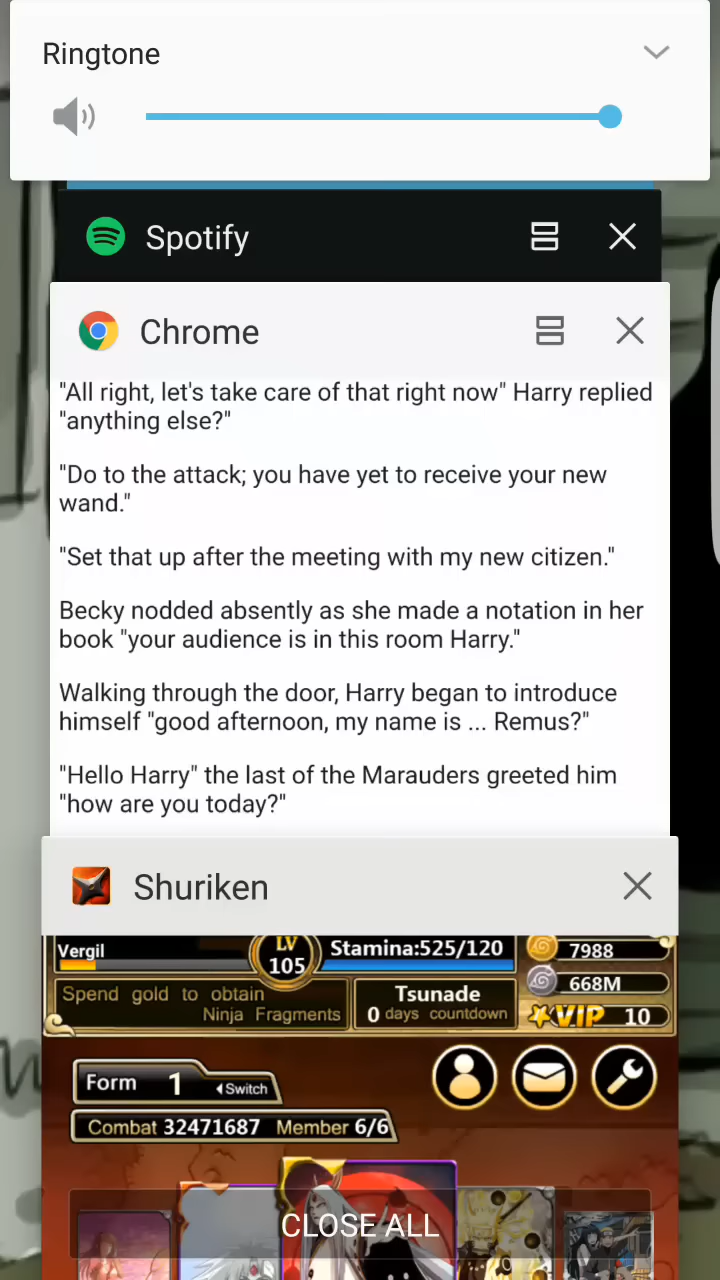 Ringtone
Spotify
Chrome
"All right, let's take care of that right now" Harry replied
"anything else?"
"Do to the attack; you have yet to receive your new
wand."
"Set that up after the meeting with my new citizen."
Becky nodded absently as she made a notation in her
book "your audience is in this room Harry."
Walking through the door, Harry began to introduce
himself "good afternoon, my name is ... Remus?"
"Hello Harry" the last of the Marauders greeted him
"how are you today?"
Shuriken
Vergil
LV
105
Stamina:525/120
7988
668M
VIP 10
Spend gold to obtain
Ninja Fragments
Tsunade
0 days countdown
Form 1 Switch
Combat 32471687 Member 6/6
CLOSE ALL